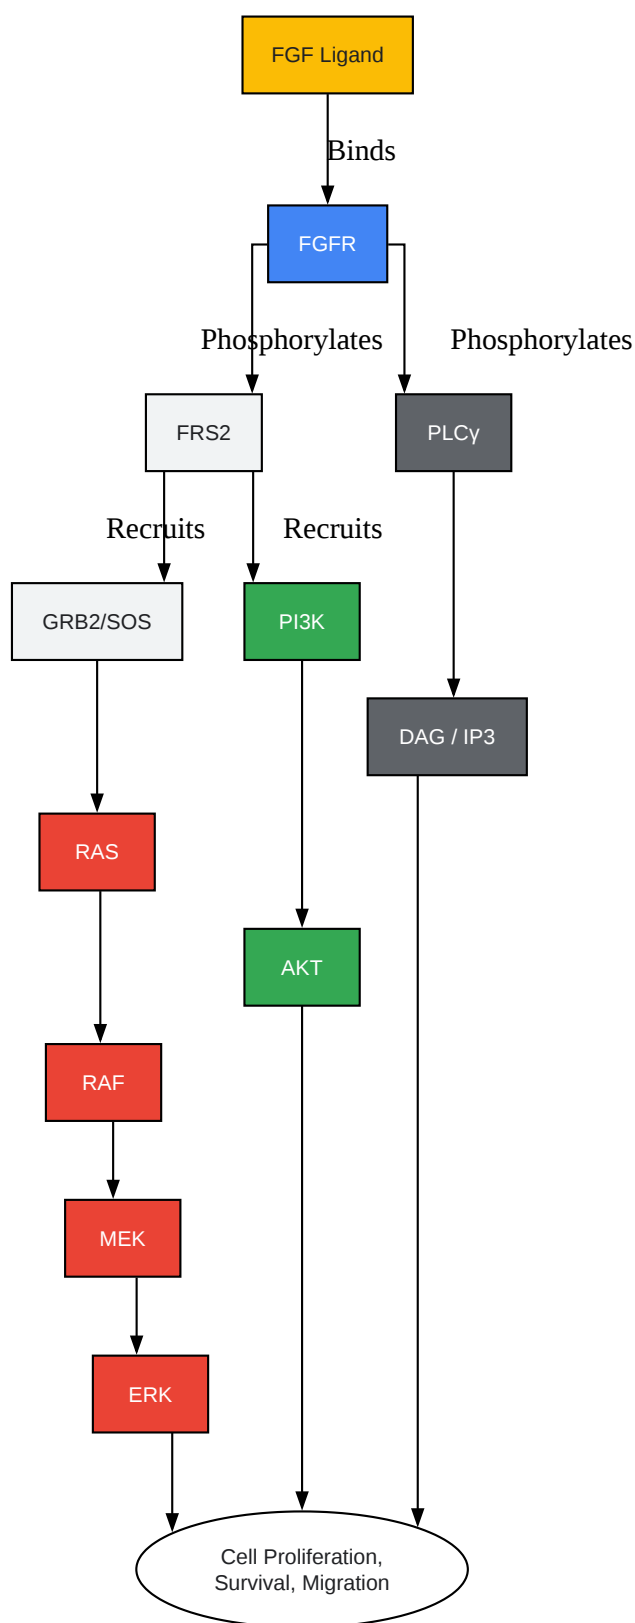 FGF Ligand
Binds
FGFR
Phosphorylates
Phosphorylates
FRS2
PLCγ
Recruits
Recruits
GRB2/SOS
PI3K
DAG / IP3
RAS
AKT
RAF
MEK
ERK
Cell Proliferation,
Survival, Migration